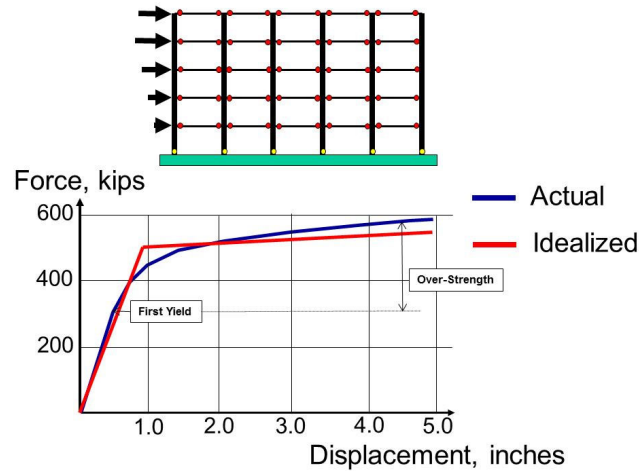 Force, kips
600
400
200
First Yield
Over-Strength
1.0
2.0
3.0
4.0
5.0
Displacement, inches
Actual
Idealized